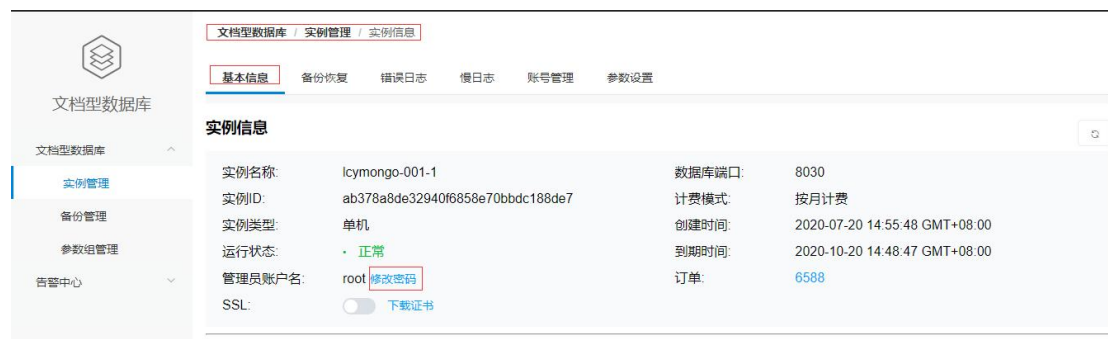 文档型数据库 / 实例管理 / 实例信息
基本信息 备份恢复 错误日志 慢日志 账号管理 参数设置
文档型数据库
实例信息
文档型数据库
实例管理
备份管理
参数组管理
告警中心
实例名称: lcymongo-001-1 数据库端口: 8030
实例ID: ab378a8de32940f6858e70bbdc188de7 计费模式: 按月计费
实例类型: 单机 创建时间: 2020-07-20 14:55:48 GMT+08:00
运行状态: · 正常 到期时间: 2020-10-20 14:48:47 GMT+08:00
管理员账户名: root 修改密码 订单: 6588
SSL: 下载证书